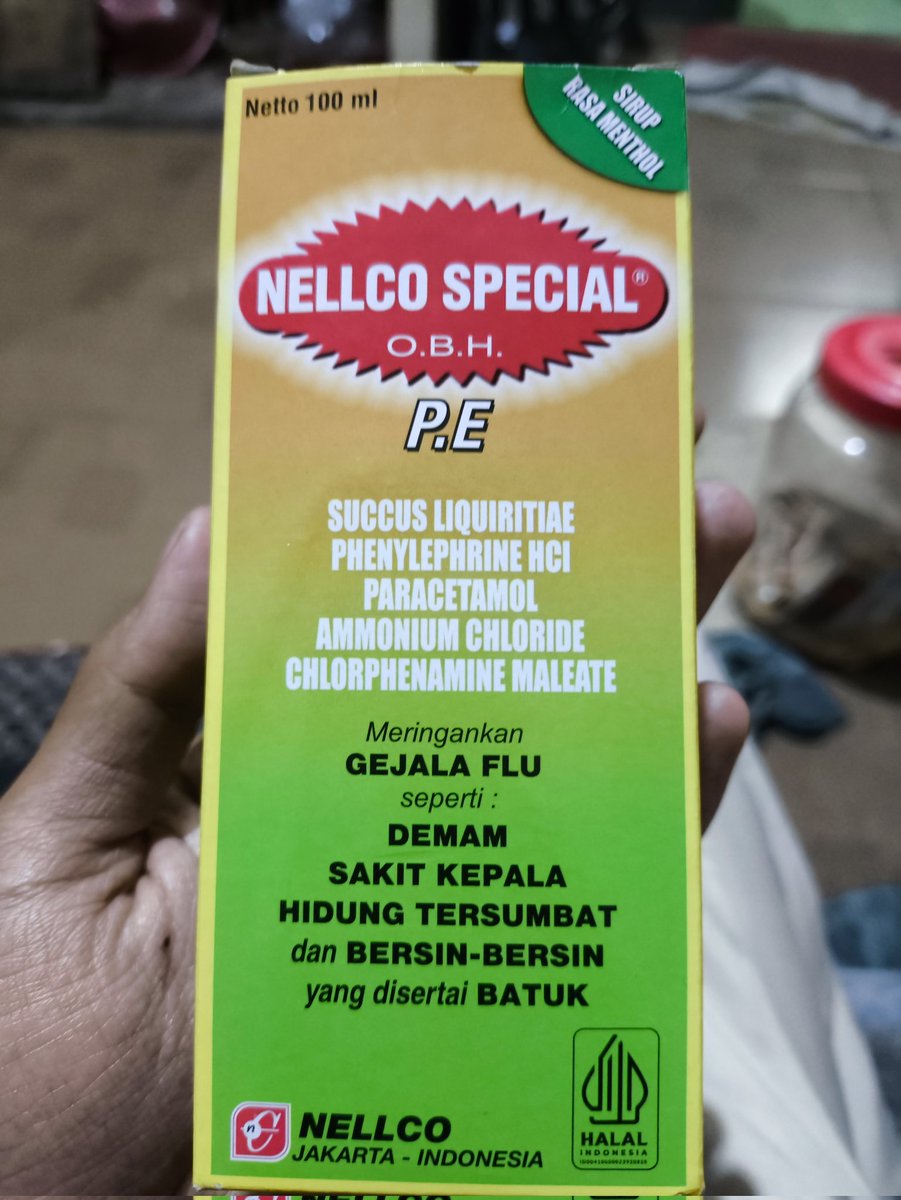 Netto 100 ml
SIRUP
RASA MENTHOL
NELLCO SPECIAL®
O.B.H.
P.E
SUCCUS LIQUIRITIAE
PHENYLEPHRINE HCl
PARACETAMOL
AMMONIUM CHLORIDE
CHLORPHENAMINE MALEATE
Meringankan
GEJALA FLU
seperti :
DEMAM
SAKIT KEPALA
HIDUNG TERSUMBAT
dan BERSIN-BERSIN
yang disertai BATUK
NELLCO
JAKARTA - INDONESIA
HALAL
INDONESIA